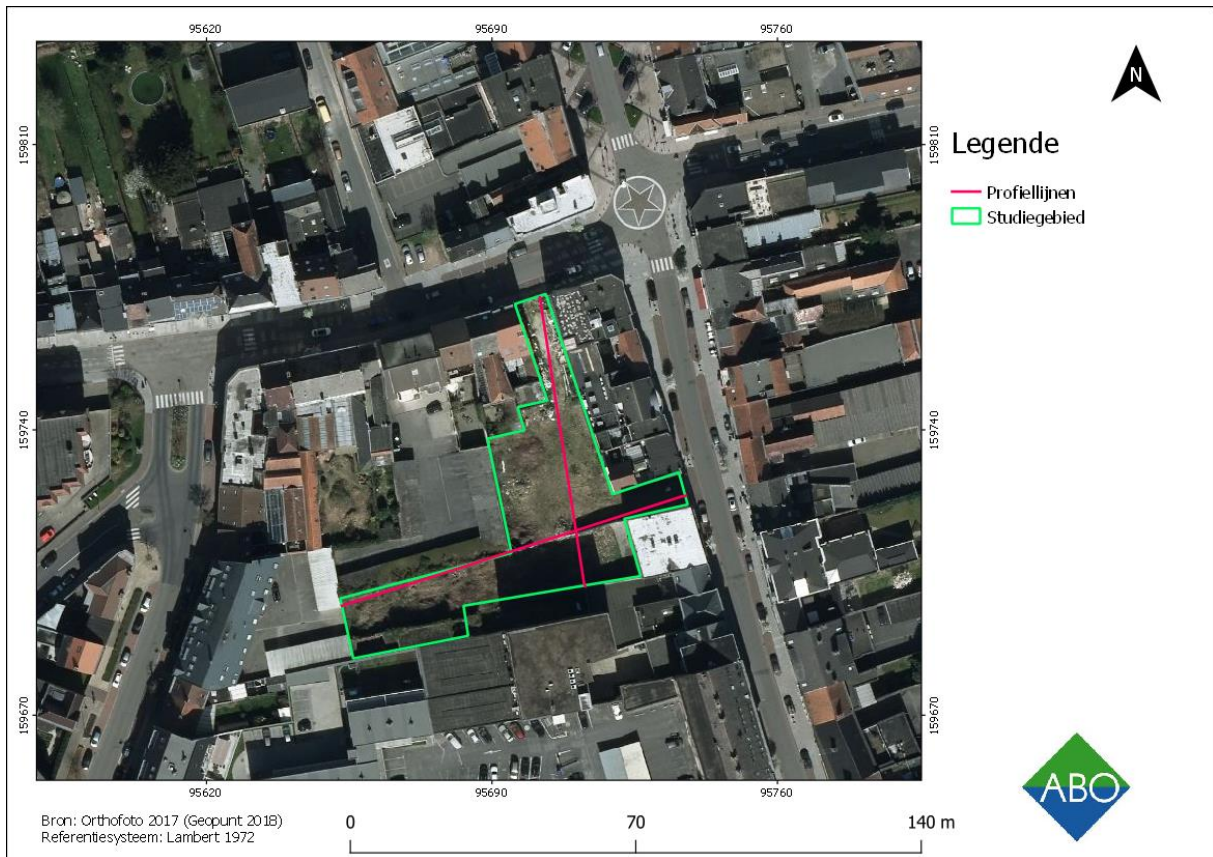 95620 95690 95760
N
159810 159810
Legende
Profiellijnen
Studiegebied
159740 159740
159670 159670
95620 95690 95760
ABO
Bron: Orthofoto 2017 (Geopunt 2018)
Referentiesysteem: Lambert 1972
0 70 140 m